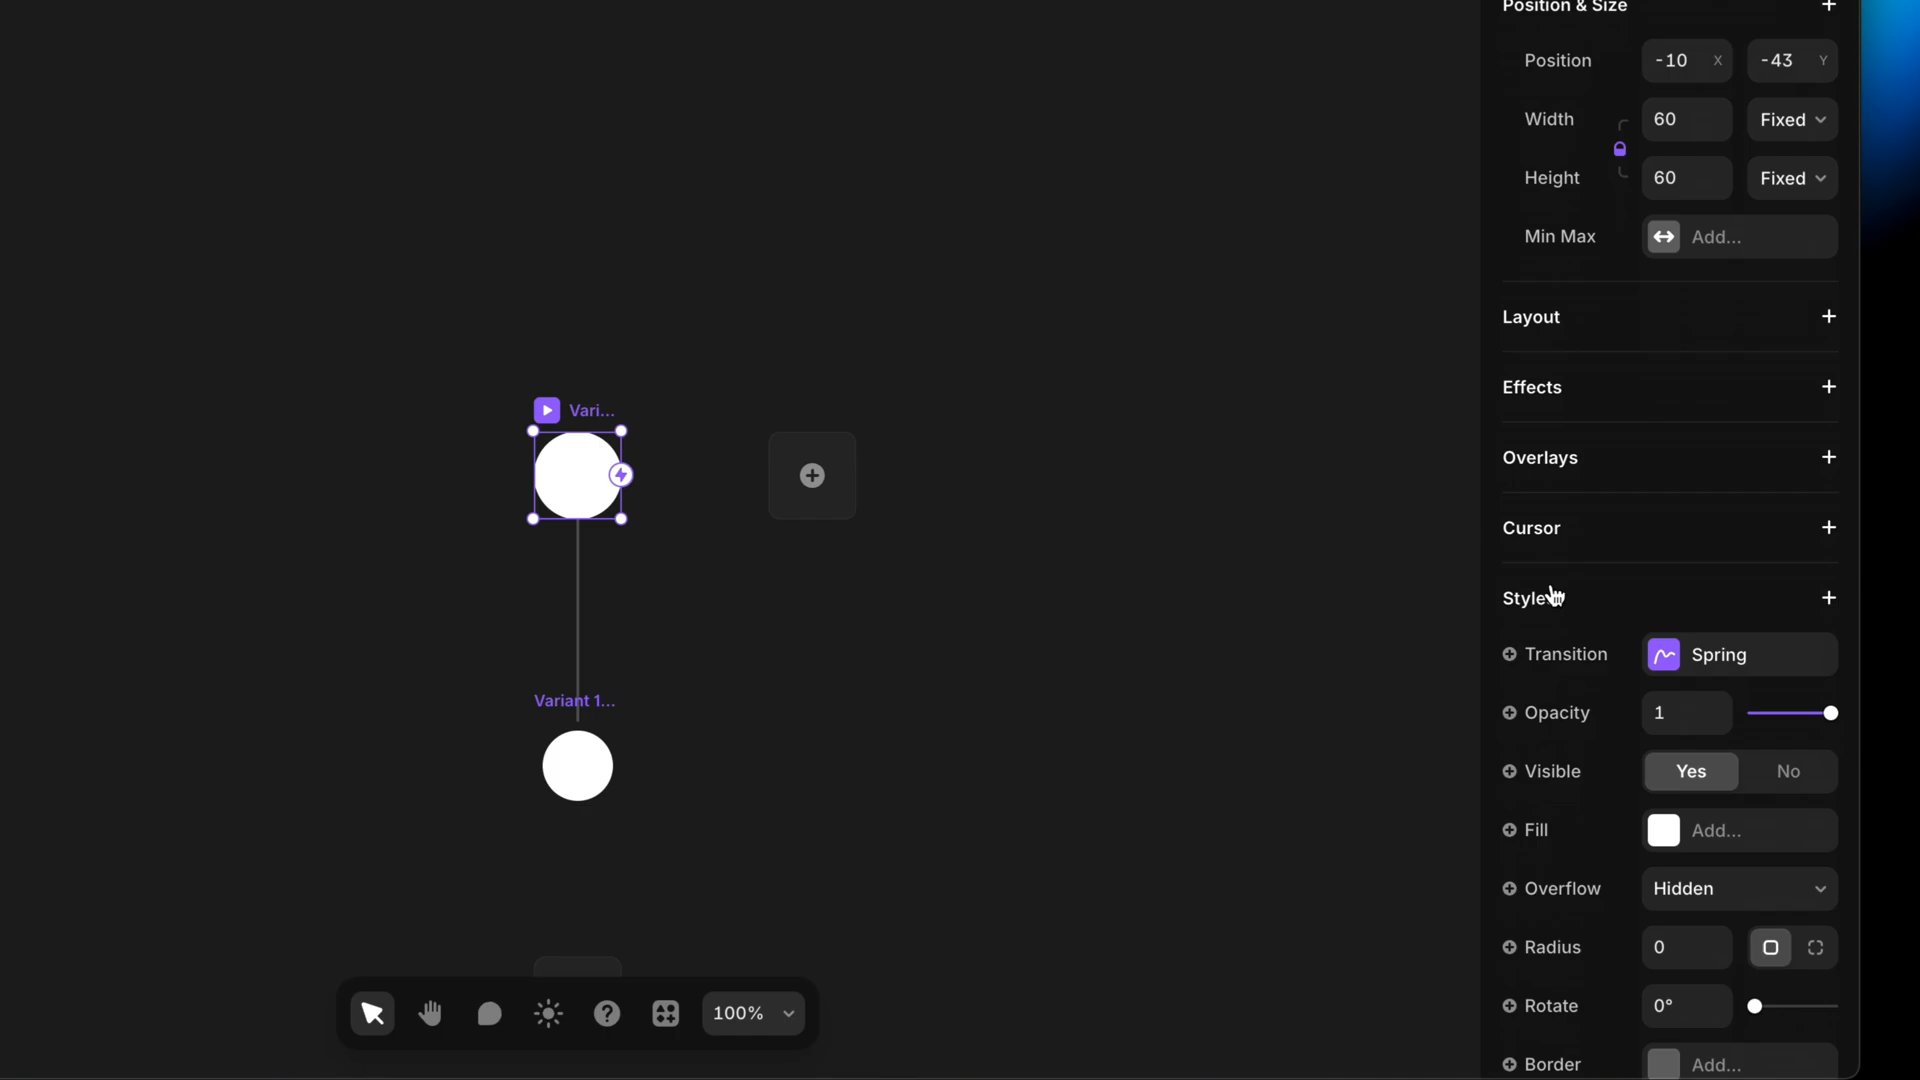 Position & Size
Position -10 X -43 Y
Width 60 Fixed
Height 60 Fixed
Min Max Add...
Layout
Effects
Vari...
Overlays
Cursor
Styles
Transition Spring
Opacity 1
Variant 1...
Visible Yes No
Fill Add...
Overflow Hidden
Radius 0
Rotate 0°
100%
Border Add...